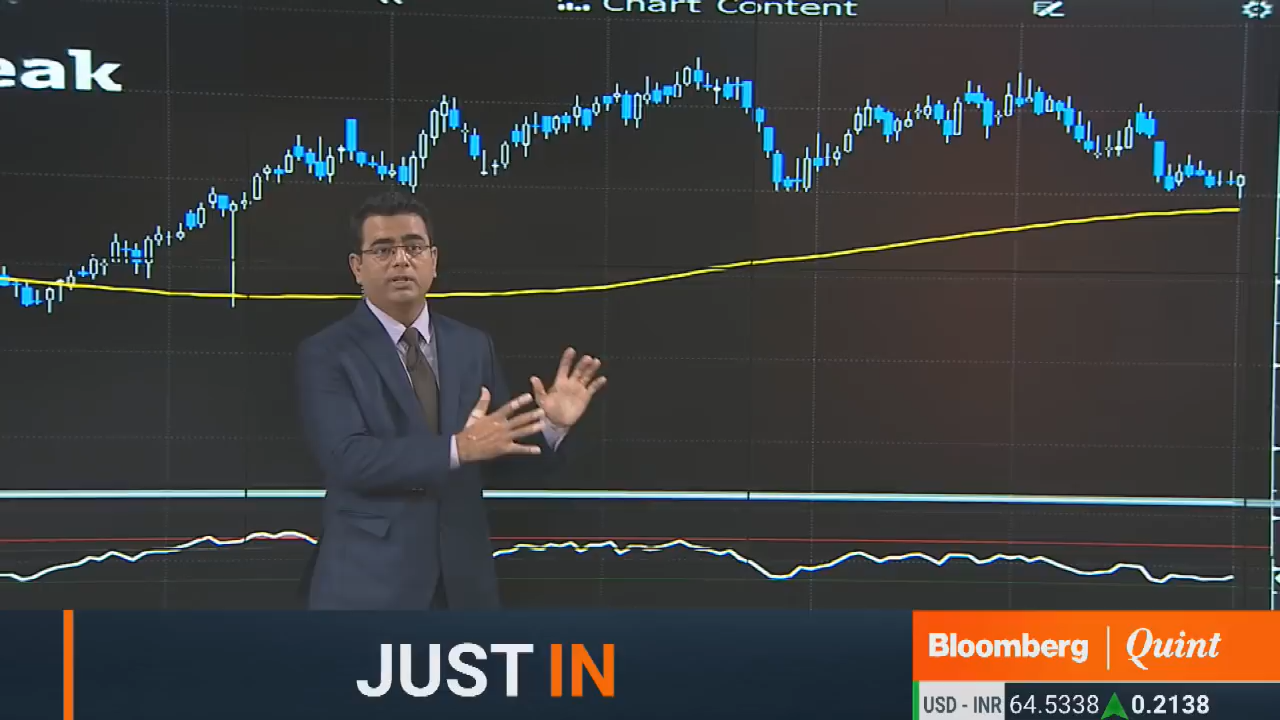 Chart Content
eak
JUST IN
Bloomberg | Quint
USD - INR 64.5338 0.2138